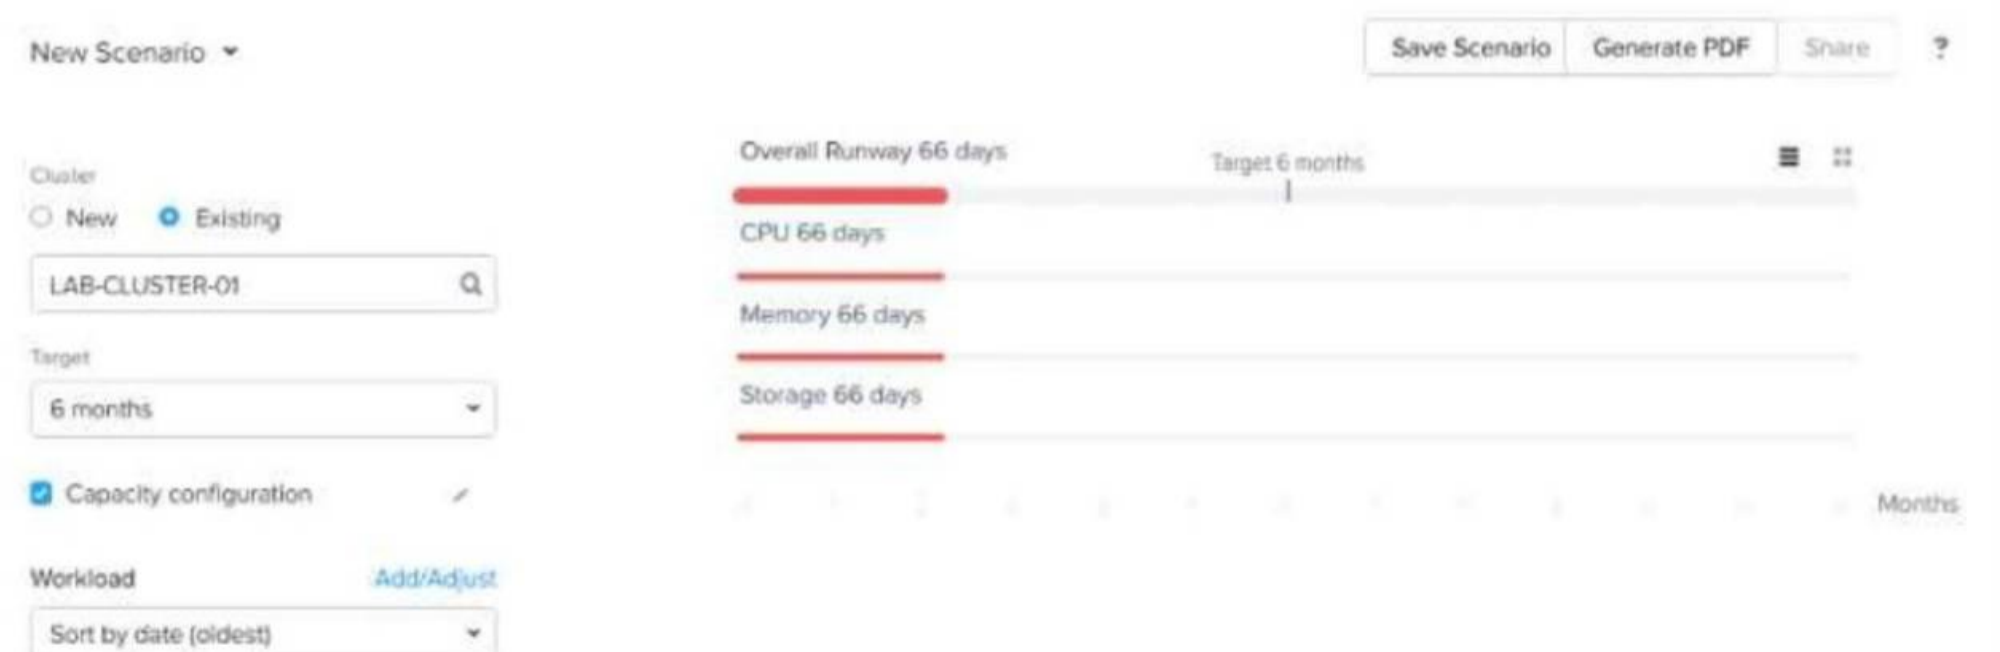 New Scenario
Save Scenario
Generate PDF
Share
?
Cluster
New
Existing
LAB-CLUSTER-01
Target
6 months
Capacity configuration
Workload
Add/Adjust
Sort by date (oldest)
Overall Runway 66 days
Target 6 months
CPU 66 days
Memory 66 days
Storage 66 days
Months